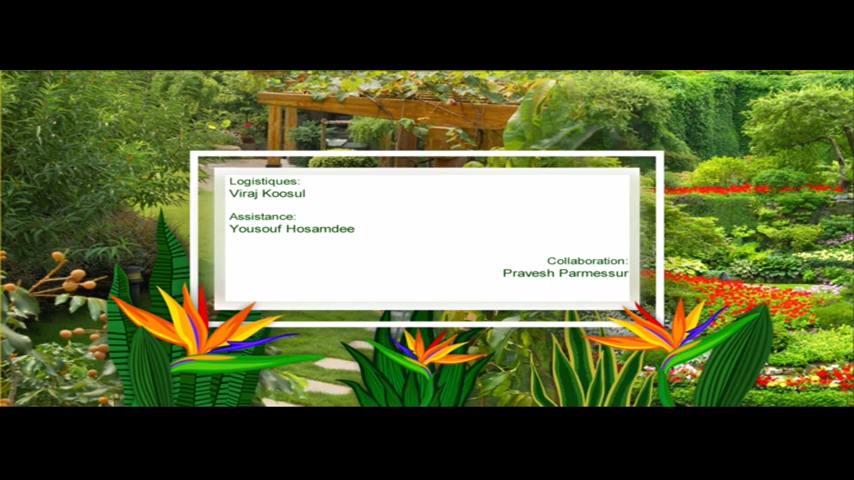 Logistiques:
Viraj Koosul
Assistance:
Yousouf Hosamdee
Collaboration:
Pravesh Parmessur